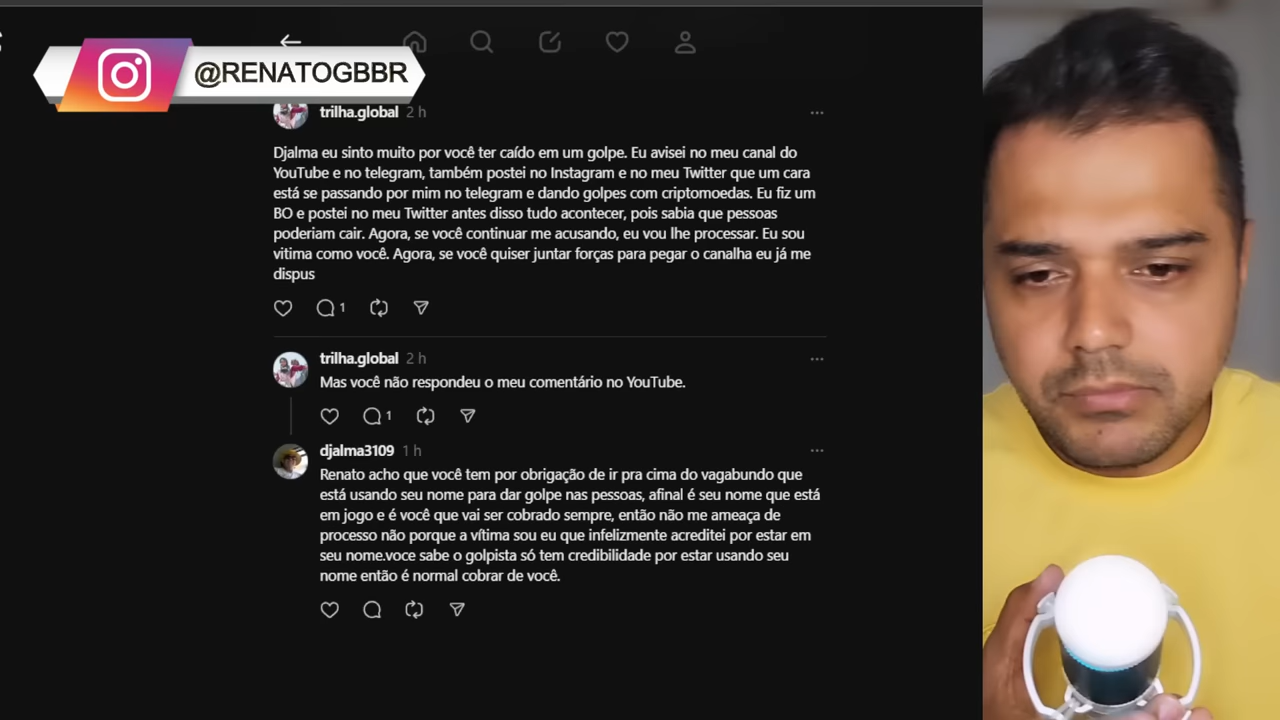 @RENATOGBBR
trilha.global 2 h
Djalma eu sinto muito por você ter caído em um golpe. Eu avisei no meu canal do
YouTube e no telegram, também postei no Instagram e no meu Twitter que um cara
está se passando por mim no telegram e dando golpes com criptomoedas. Eu fiz um
BO e postei no meu Twitter antes disso tudo acontecer, pois sabia que pessoas
poderiam cair. Agora, se você continuar me acusando, eu vou lhe processar. Eu sou
vitima como você. Agora, se você quiser juntar forças para pegar o canalha eu já me
dispus
1
trilha.global 2 h
Mas você não respondeu o meu comentário no YouTube.
1
djalma3109 1 h
Renato acho que você tem por obrigação de ir pra cima do vagabundo que
está usando seu nome para dar golpe nas pessoas, afinal é seu nome que está
em jogo e é você que vai ser cobrado sempre, então não me ameaça de
processo não porque a vítima sou eu que infelizmente acreditei por estar em
seu nome.voce sabe o golpista só tem credibilidade por estar usando seu
nome então é normal cobrar de você.